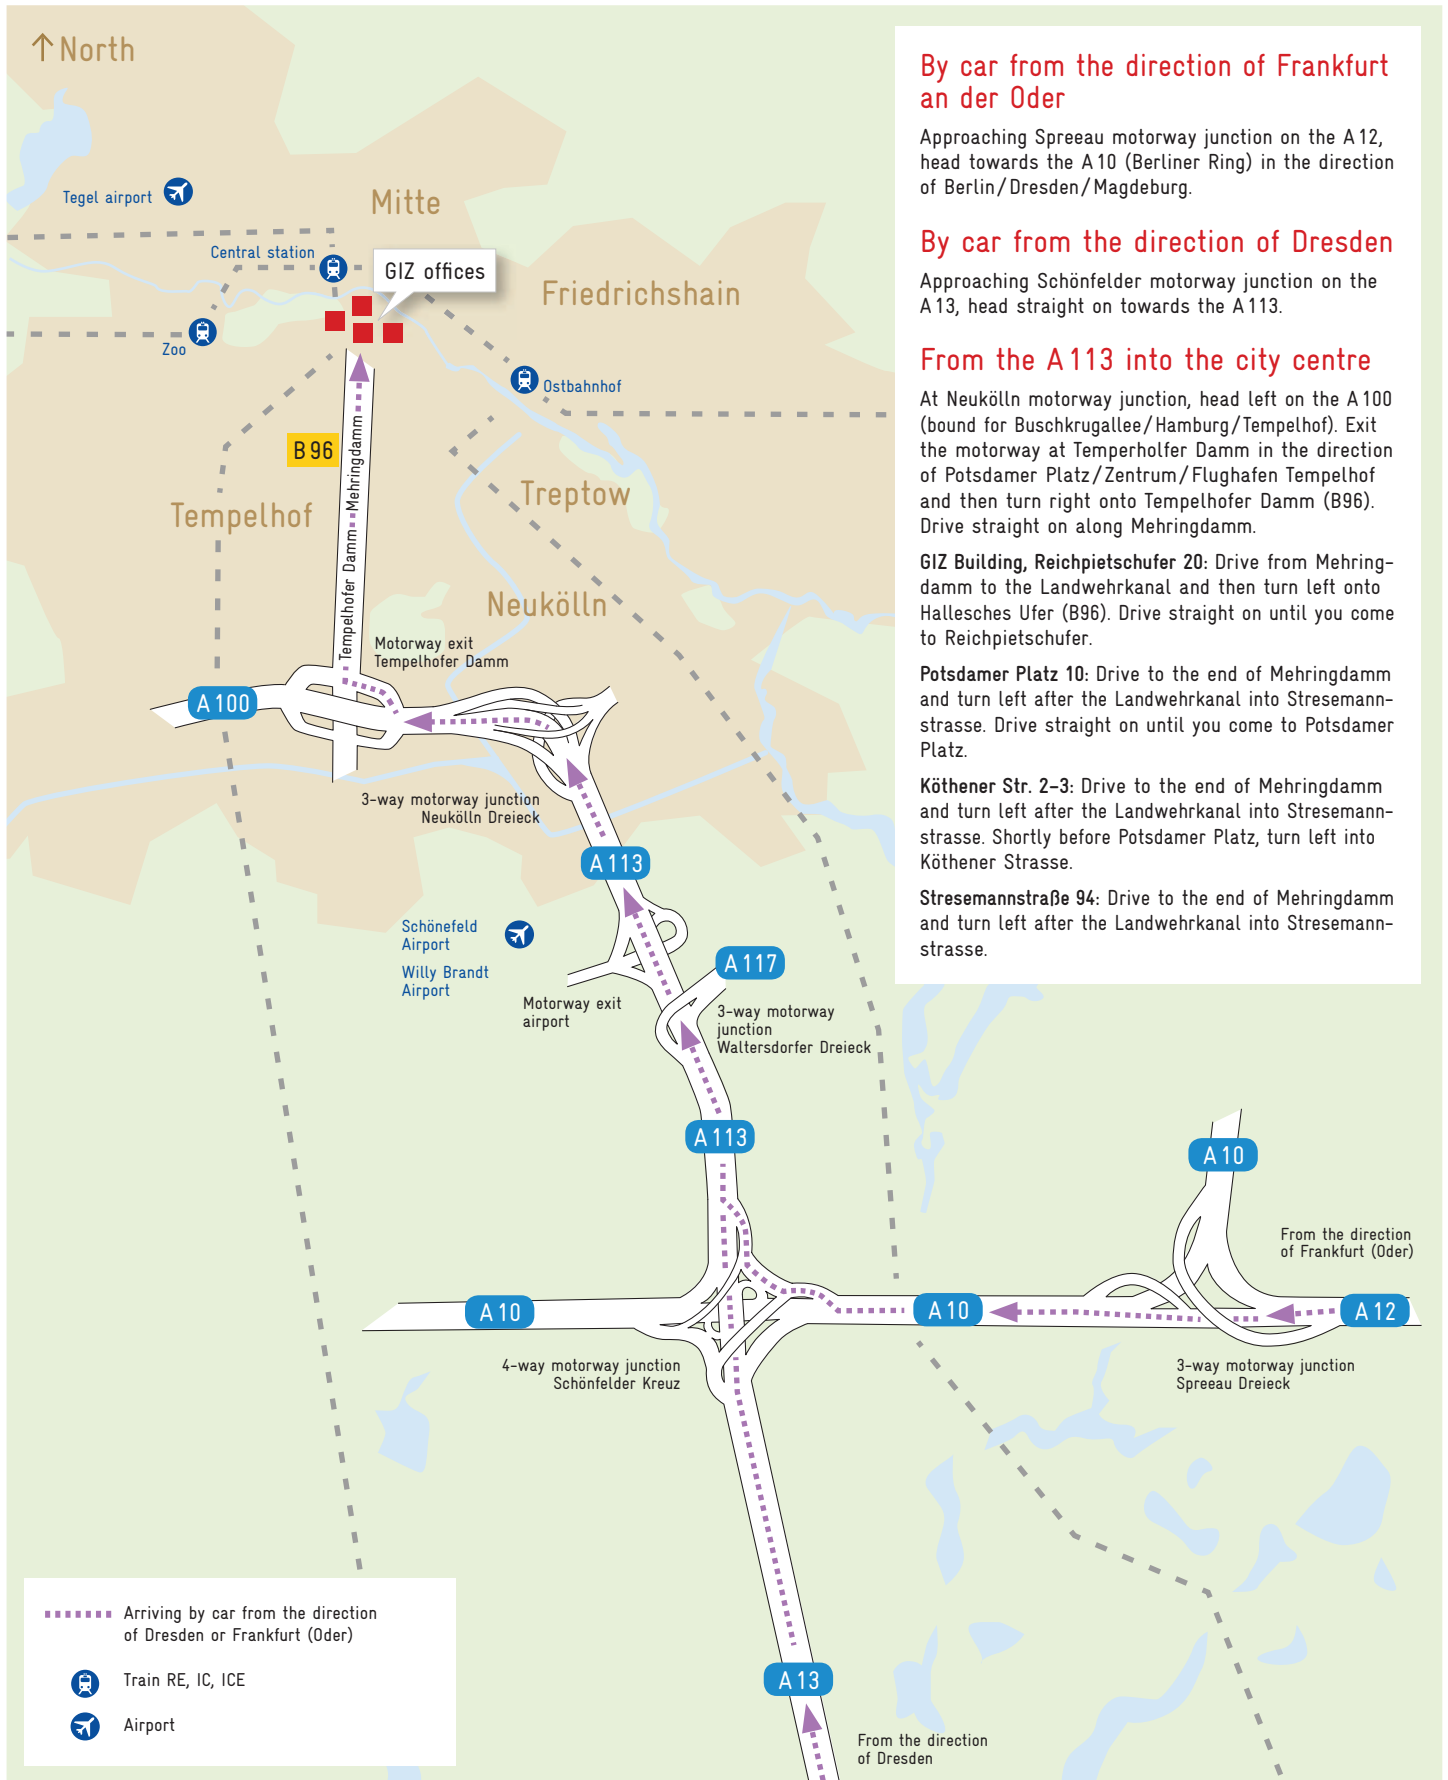 ↑ North
Tegel airport
Mitte
Central station
GIZ offices
Friedrichshain
Zoo
Ostbahnhof
B 96
Tempelhofer Damm
Mehringdamm
Treptow
Tempelhof
Neukölln
Motorway exit
Tempelhofer Damm
A 100
3-way motorway junction
Neukölln Dreieck
A 113
Schönefeld
Airport
Willy Brandt
Airport
Motorway exit
airport
A 117
3-way motorway
junction
Waltersdorfer Dreieck
A 113
A 10
From the direction
of Frankfurt (Oder)
A 10
A 10
A 12
4-way motorway junction
Schönfelder Kreuz
3-way motorway junction
Spreeau Dreieck
A 13
From the direction
of Dresden
By car from the direction of Frankfurt
an der Oder
Approaching Spreeau motorway junction on the A 12,
head towards the A 10 (Berliner Ring) in the direction
of Berlin/Dresden/Magdeburg.
By car from the direction of Dresden
Approaching Schönfelder motorway junction on the
A 13, head straight on towards the A 113.
From the A 113 into the city centre
At Neukölln motorway junction, head left on the A 100
(bound for Buschkrugallee/Hamburg/Tempelhof). Exit
the motorway at Temperholfer Damm in the direction
of Potsdamer Platz/Zentrum/Flughafen Tempelhof
and then turn right onto Tempelhofer Damm (B96).
Drive straight on along Mehringdamm.
GIZ Building, Reichpietschufer 20: Drive from Mehring-
damm to the Landwehrkanal and then turn left onto
Hallesches Ufer (B96). Drive straight on until you come
to Reichpietschufer.
Potsdamer Platz 10: Drive to the end of Mehringdamm
and turn left after the Landwehrkanal into Stresemann-
strasse. Drive straight on until you come to Potsdamer
Platz.
Köthener Str. 2–3: Drive to the end of Mehringdamm
and turn left after the Landwehrkanal into Stresemann-
strasse. Shortly before Potsdamer Platz, turn left into
Köthener Strasse.
Stresemannstraße 94: Drive to the end of Mehringdamm
and turn left after the Landwehrkanal into Stresemann-
strasse.
Arriving by car from the direction
of Dresden or Frankfurt (Oder)
Train RE, IC, ICE
Airport